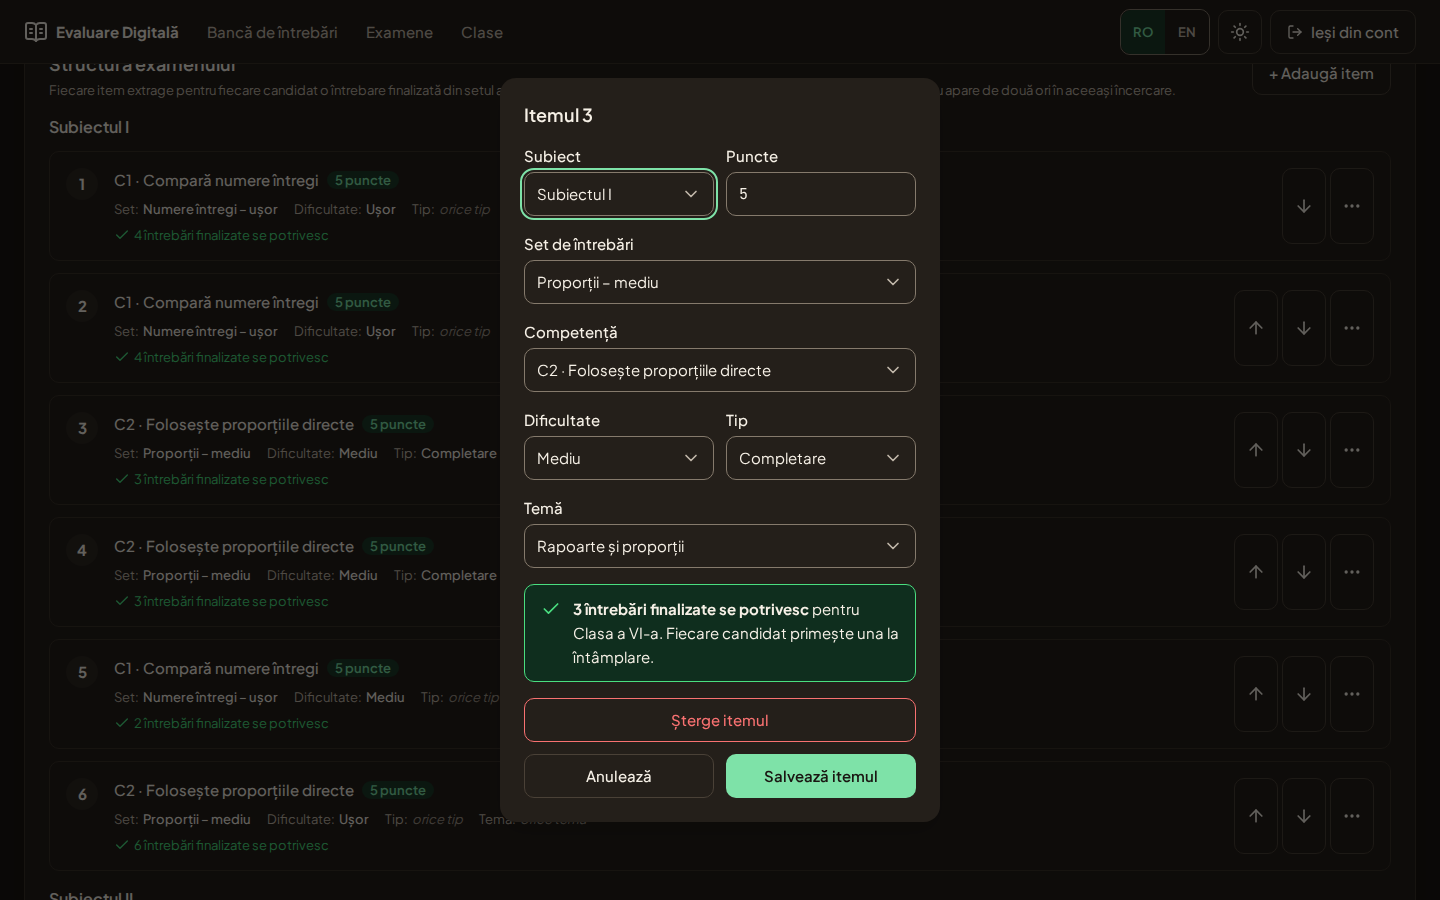 Evaluare Digitală
Bancă de întrebări
Examene
Clase
RO
EN
Ieși din cont
Structura examenului
+ Adaugă item
Fiecare item extrage pentru fiecare candidat o întrebare finalizată din setul a
apare de două ori în aceeași încercare.
Subiectul I
1
C1 · Compară numere întregi
5 puncte
Set: Numere întregi – ușor Dificultate: Ușor Tip: orice tip
4 întrebări finalizate se potrivesc
2
C1 · Compară numere întregi
5 puncte
Set: Numere întregi – ușor Dificultate: Ușor Tip: orice tip
4 întrebări finalizate se potrivesc
3
C2 · Folosește proporțiile directe
5 puncte
Set: Proporții – mediu Dificultate: Mediu Tip: Completare
3 întrebări finalizate se potrivesc
4
C2 · Folosește proporțiile directe
5 puncte
Set: Proporții – mediu Dificultate: Mediu Tip: Completare
3 întrebări finalizate se potrivesc
5
C1 · Compară numere întregi
5 puncte
Set: Numere întregi – ușor Dificultate: Mediu Tip: orice tip
2 întrebări finalizate se potrivesc
6
C2 · Folosește proporțiile directe
5 puncte
Set: Proporții – mediu Dificultate: Ușor Tip: orice tip Temă: orice temă
6 întrebări finalizate se potrivesc
Subiectul II
Itemul 3
Subiect
Puncte
Subiectul I
5
Set de întrebări
Proporții – mediu
Competență
C2 · Folosește proporțiile directe
Dificultate
Tip
Mediu
Completare
Temă
Rapoarte și proporții
3 întrebări finalizate se potrivesc pentru
Clasa a VI-a. Fiecare candidat primește una la
întâmplare.
Șterge itemul
Anulează
Salvează itemul